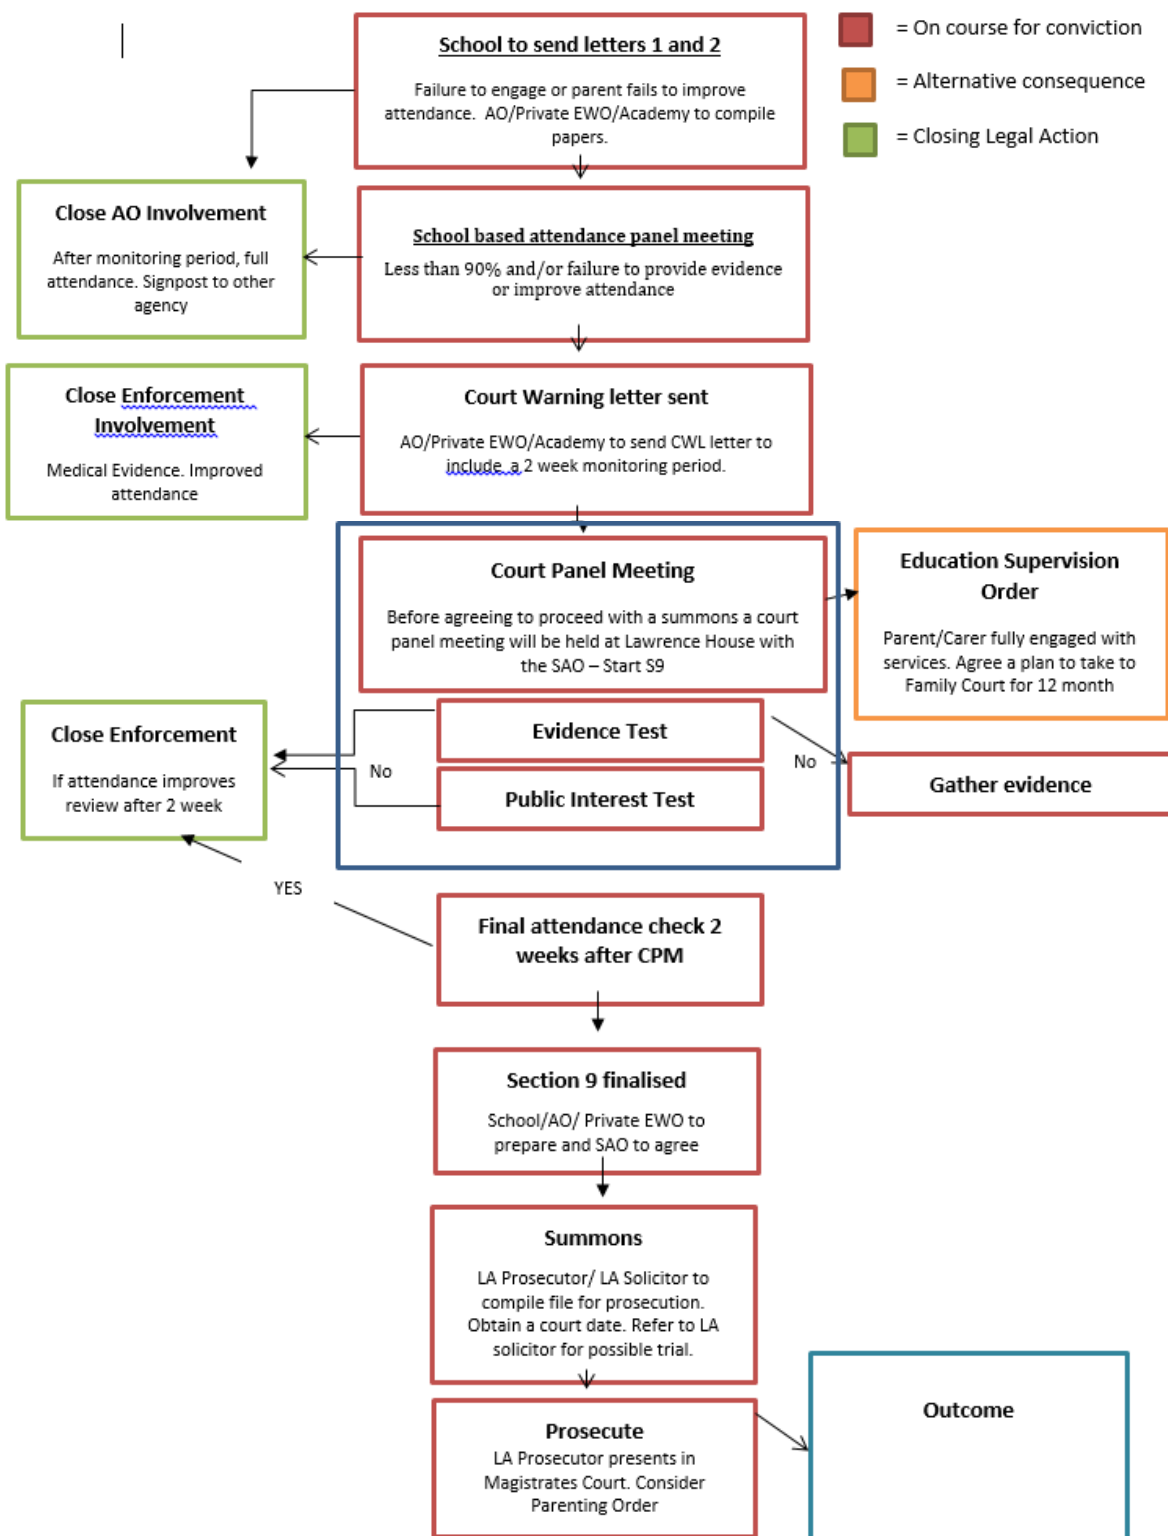 School to send letters 1 and 2
Failure to engage or parent fails to improve
attendance. AO/Private EWO/Academy to compile
papers.
= On course for conviction
= Alternative consequence
= Closing Legal Action
Close AO Involvement
After monitoring period, full
attendance. Signpost to other
agency
School based attendance panel meeting
Less than 90% and/or failure to provide evidence
or improve attendance
Close Enforcement
Involvement
Medical Evidence. Improved
attendance
Court Warning letter sent
AO/Private EWO/Academy to send CWL letter to
include a 2 week monitoring period.
Court Panel Meeting
Before agreeing to proceed with a summons a court
panel meeting will be held at Lawrence House with
the SAO – Start S9
Education Supervision
Order
Parent/Carer fully engaged with
services. Agree a plan to take to
Family Court for 12 month
Close Enforcement
If attendance improves
review after 2 week
No
Evidence Test
Public Interest Test
No
Gather evidence
YES
Final attendance check 2
weeks after CPM
Section 9 finalised
School/AO/ Private EWO to
prepare and SAO to agree
Summons
LA Prosecutor/ LA Solicitor to
compile file for prosecution.
Obtain a court date. Refer to LA
solicitor for possible trial.
Prosecute
LA Prosecutor presents in
Magistrates Court. Consider
Parenting Order
Outcome